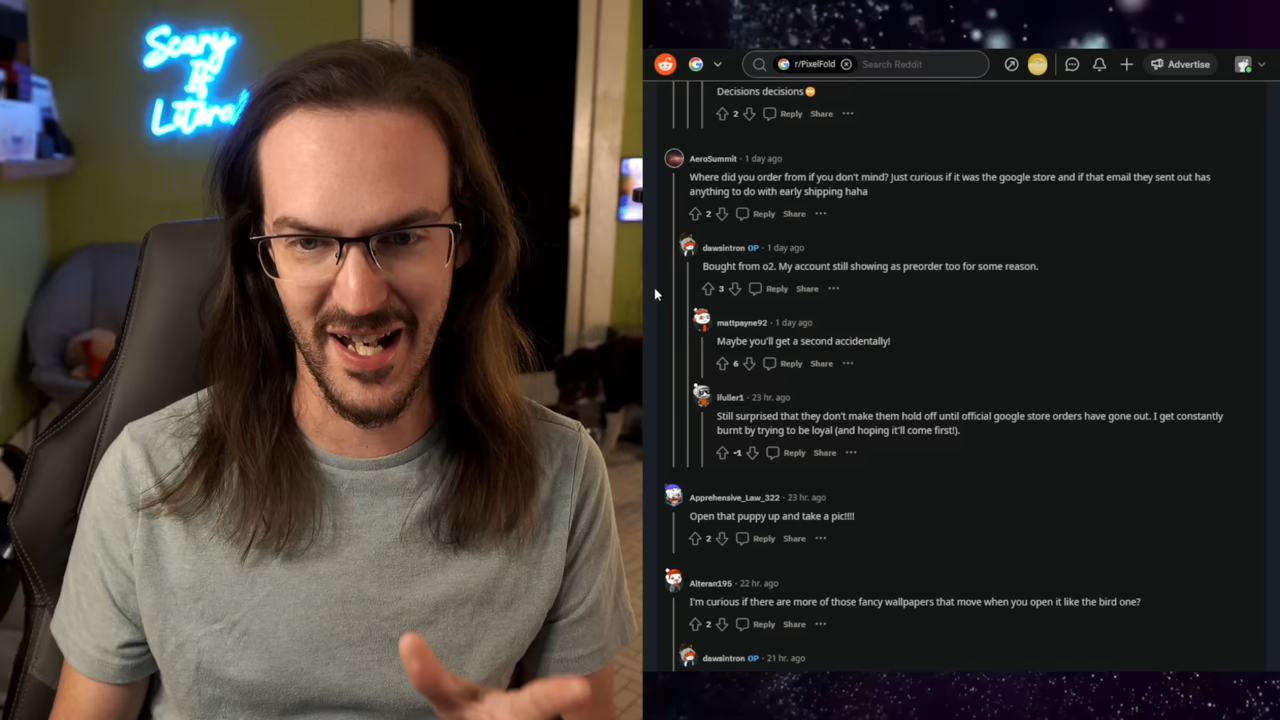 Scary
It
Litera
r/PixelFold
Search Reddit
Advertise
Decisions decisions
2 Reply Share
AeroSummit · 1 day ago
Where did you order from if you don't mind? Just curious if it was the google store and if that email they sent out has
anything to do with early shipping haha
2 Reply Share
dawsintron OP · 1 day ago
Bought from o2. My account still showing as preorder too for some reason.
3 Reply Share
mattpayne92 · 1 day ago
Maybe you'll get a second accidentally!
6 Reply Share
lfuller1 · 23 hr. ago
Still surprised that they don't make them hold off until official google store orders have gone out. I get constantly
burnt by trying to be loyal (and hoping it'll come first!).
-1 Reply Share
Apprehensive_Law_322 · 23 hr. ago
Open that puppy up and take a pic!!!!
2 Reply Share
Alteran195 · 22 hr. ago
I'm curious if there are more of those fancy wallpapers that move when you open it like the bird one?
2 Reply Share
dawsintron OP · 21 hr. ago